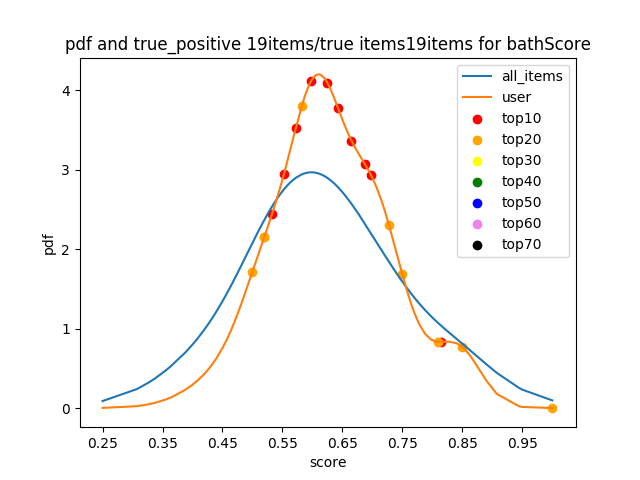 pdf and true_positive 19items/true items19items for bathScore
all_items
user
top10
top20
top30
top40
top50
top60
top70
pdf
4
3
2
1
0
0.25 0.35 0.45 0.55 0.65 0.75 0.85 0.95
score